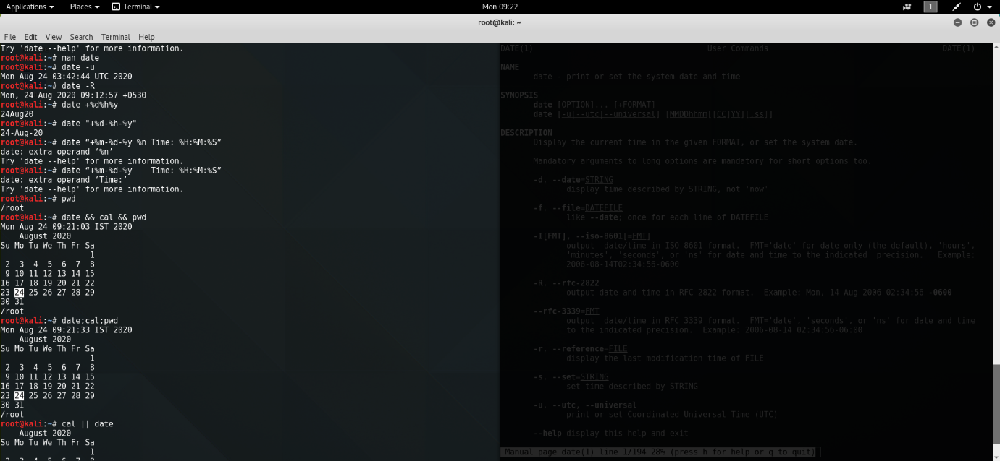 Applications Places Terminal Mon 09:22 1
root@kali: ~
File Edit View Search Terminal Help
Try 'date --help' for more information.
root@kali:~# man date
root@kali:~# date -u
Mon Aug 24 03:42:44 UTC 2020
root@kali:~# date -R
Mon, 24 Aug 2020 09:12:57 +0530
root@kali:~# date +%d%h%y
24Aug20
root@kali:~# date "+%d-%h-%y"
24-Aug-20
root@kali:~# date “+%m-%d-%y %n Time: %H:%M:%S”
date: extra operand ‘%n’
Try 'date --help' for more information.
root@kali:~# date “+%m-%d-%y    Time: %H:%M:%S”
date: extra operand ‘Time:’
Try 'date --help' for more information.
root@kali:~# pwd
/root
root@kali:~# date && cal && pwd
Mon Aug 24 09:21:03 IST 2020
    August 2020
Su Mo Tu We Th Fr Sa
                   1
 2  3  4  5  6  7  8
 9 10 11 12 13 14 15
16 17 18 19 20 21 22
23 24 25 26 27 28 29
30 31
/root
root@kali:~# date;cal;pwd
Mon Aug 24 09:21:33 IST 2020
    August 2020
Su Mo Tu We Th Fr Sa
                   1
 2  3  4  5  6  7  8
 9 10 11 12 13 14 15
16 17 18 19 20 21 22
23 24 25 26 27 28 29
30 31
/root
root@kali:~# cal || date
    August 2020
Su Mo Tu We Th Fr Sa
                   1
 2  3  4  5  6  7  8
DATE(1) User Commands DATE(1)
NAME
date - print or set the system date and time
SYNOPSIS
date [OPTION]... [+FORMAT]
date [-u|--utc|--universal] [MMDDhhmm[[CC]YY][.ss]]
DESCRIPTION
Display the current time in the given FORMAT, or set the system date.
Mandatory arguments to long options are mandatory for short options too.
-d, --date=STRING
display time described by STRING, not 'now'
-f, --file=DATEFILE
like --date; once for each line of DATEFILE
-I[FMT], --iso-8601[=FMT]
output  date/time in ISO 8601 format.  FMT='date' for date only (the default), 'hours',
'minutes', 'seconds', or 'ns' for date and time to the indicated  precision.   Example:
2006-08-14T02:34:56-0600
-R, --rfc-2822
output date and time in RFC 2822 format.  Example: Mon, 14 Aug 2006 02:34:56 -0600
--rfc-3339=FMT
output  date/time in RFC 3339 format.  FMT='date', 'seconds', or 'ns' for date and time
to the indicated precision.  Example: 2006-08-14 02:34:56-06:00
-r, --reference=FILE
display the last modification time of FILE
-s, --set=STRING
set time described by STRING
-u, --utc, --universal
print or set Coordinated Universal Time (UTC)
--help display this help and exit
Manual page date(1) line 1/194 28% (press h for help or q to quit)